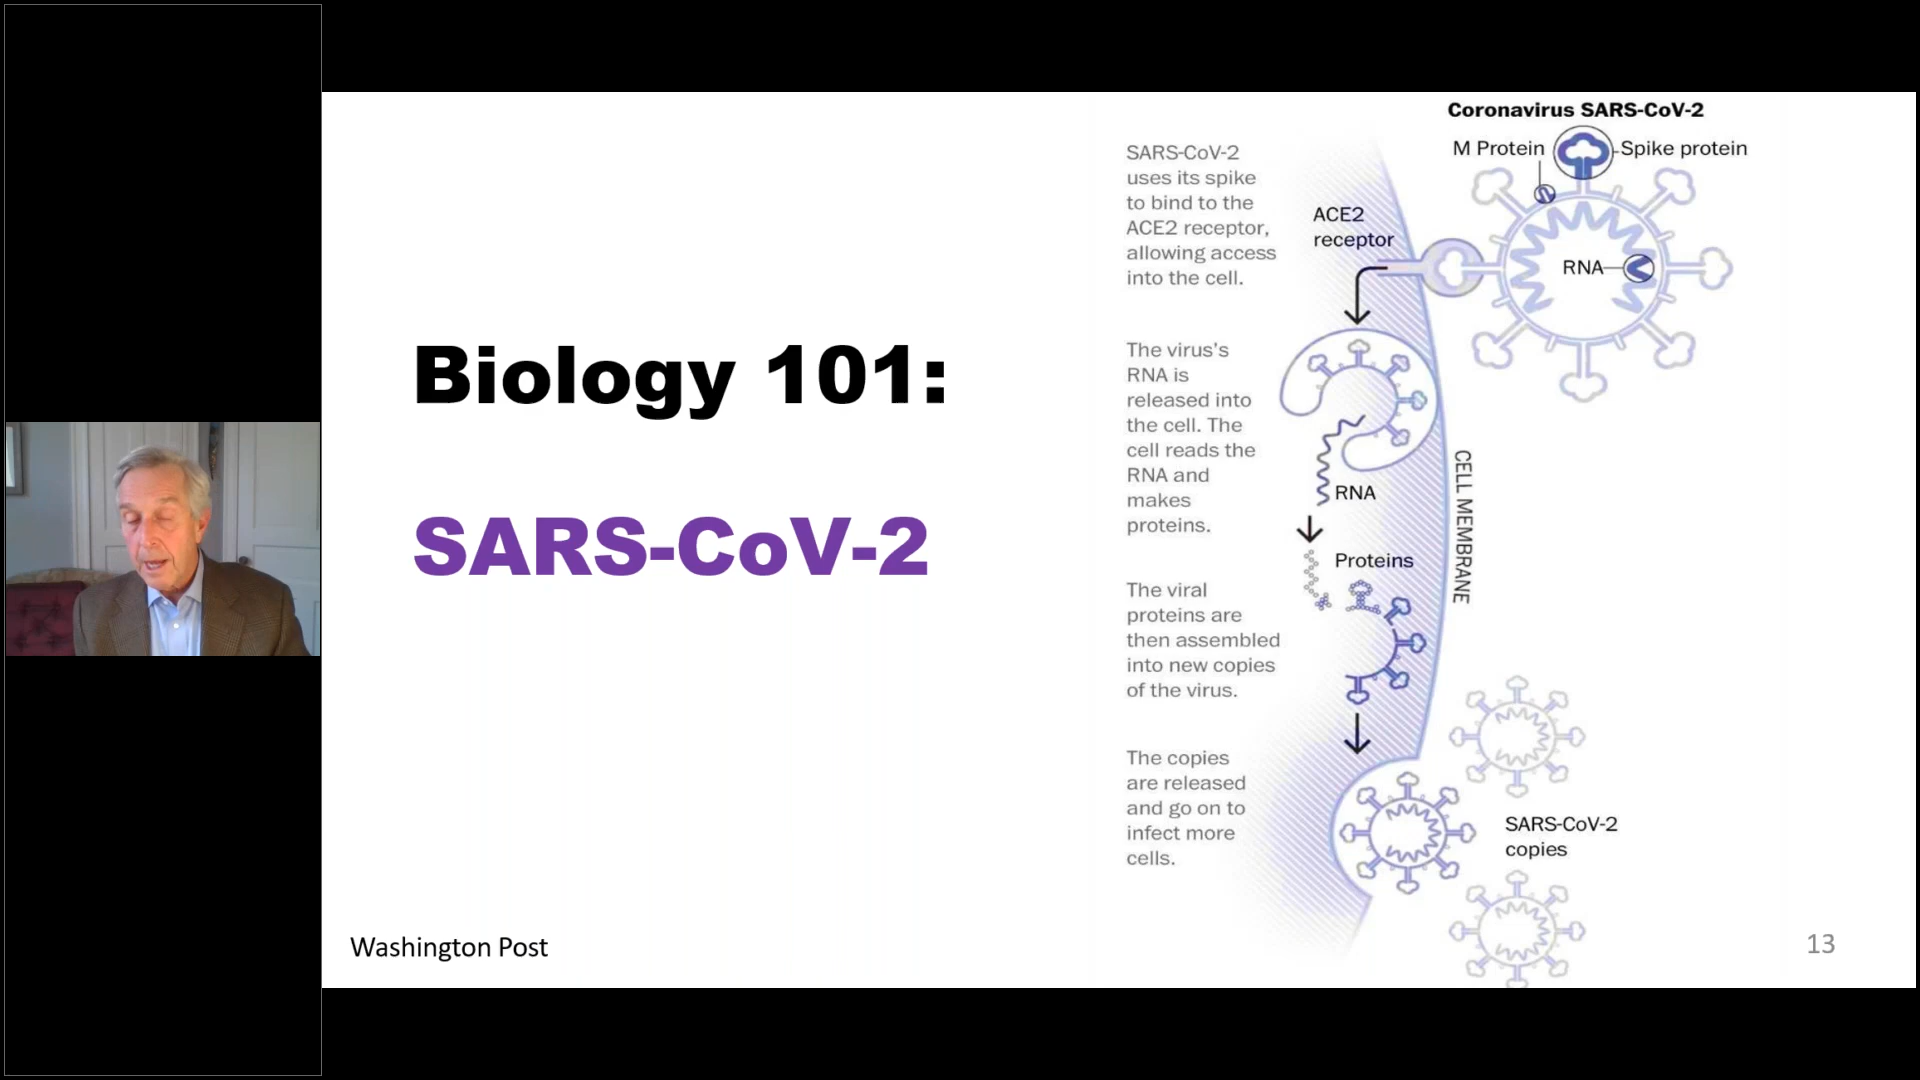 Biology 101:
SARS-CoV-2
Washington Post
SARS-CoV-2
uses its spike
to bind to the
ACE2 receptor,
allowing access
into the cell.
The virus's
RNA is
released into
the cell. The
cell reads the
RNA and
makes
proteins.
The viral
proteins are
then assembled
into new copies
of the virus.
The copies
are released
and go on to
infect more
cells.
Coronavirus SARS-CoV-2
M Protein
Spike protein
ACE2
receptor
RNA
RNA
Proteins
CELL MEMBRANE
SARS-CoV-2
copies
13